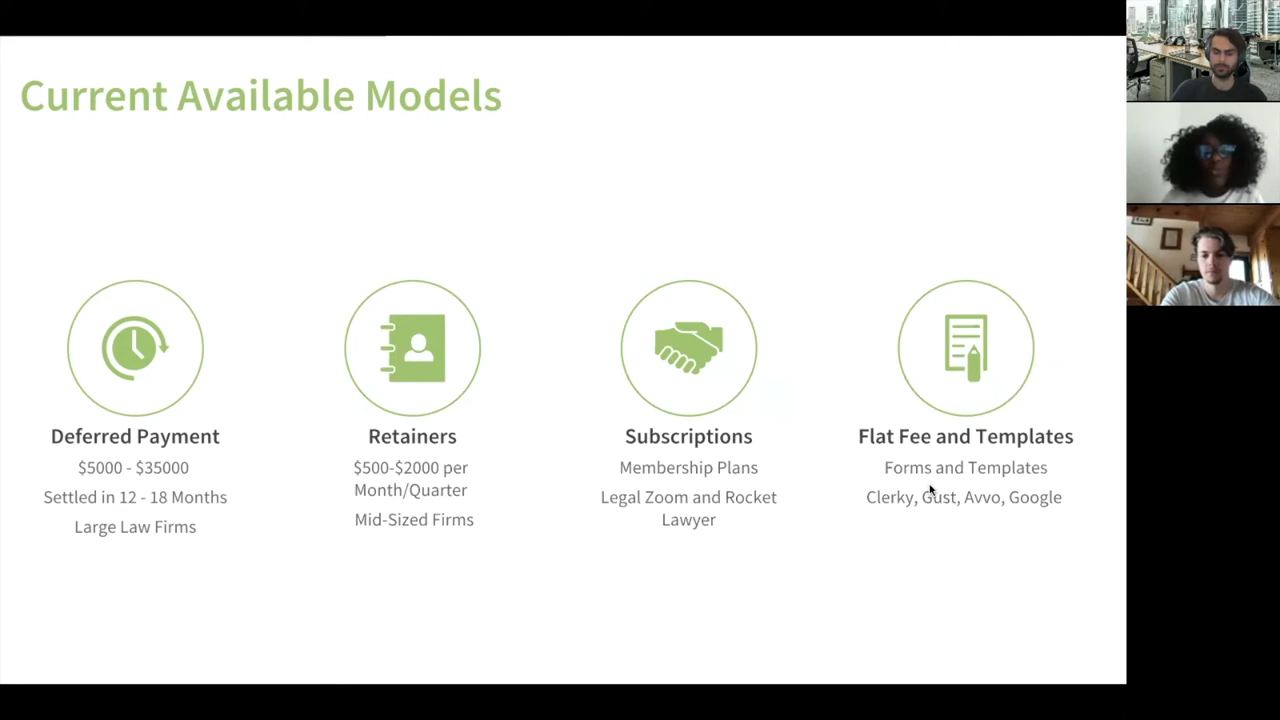 Current Available Models
Deferred Payment
$5000 - $35000
Settled in 12 - 18 Months
Large Law Firms
Retainers
$500-$2000 per
Month/Quarter
Mid-Sized Firms
Subscriptions
Membership Plans
Legal Zoom and Rocket
Lawyer
Flat Fee and Templates
Forms and Templates
Clerky, Gust, Avvo, Google